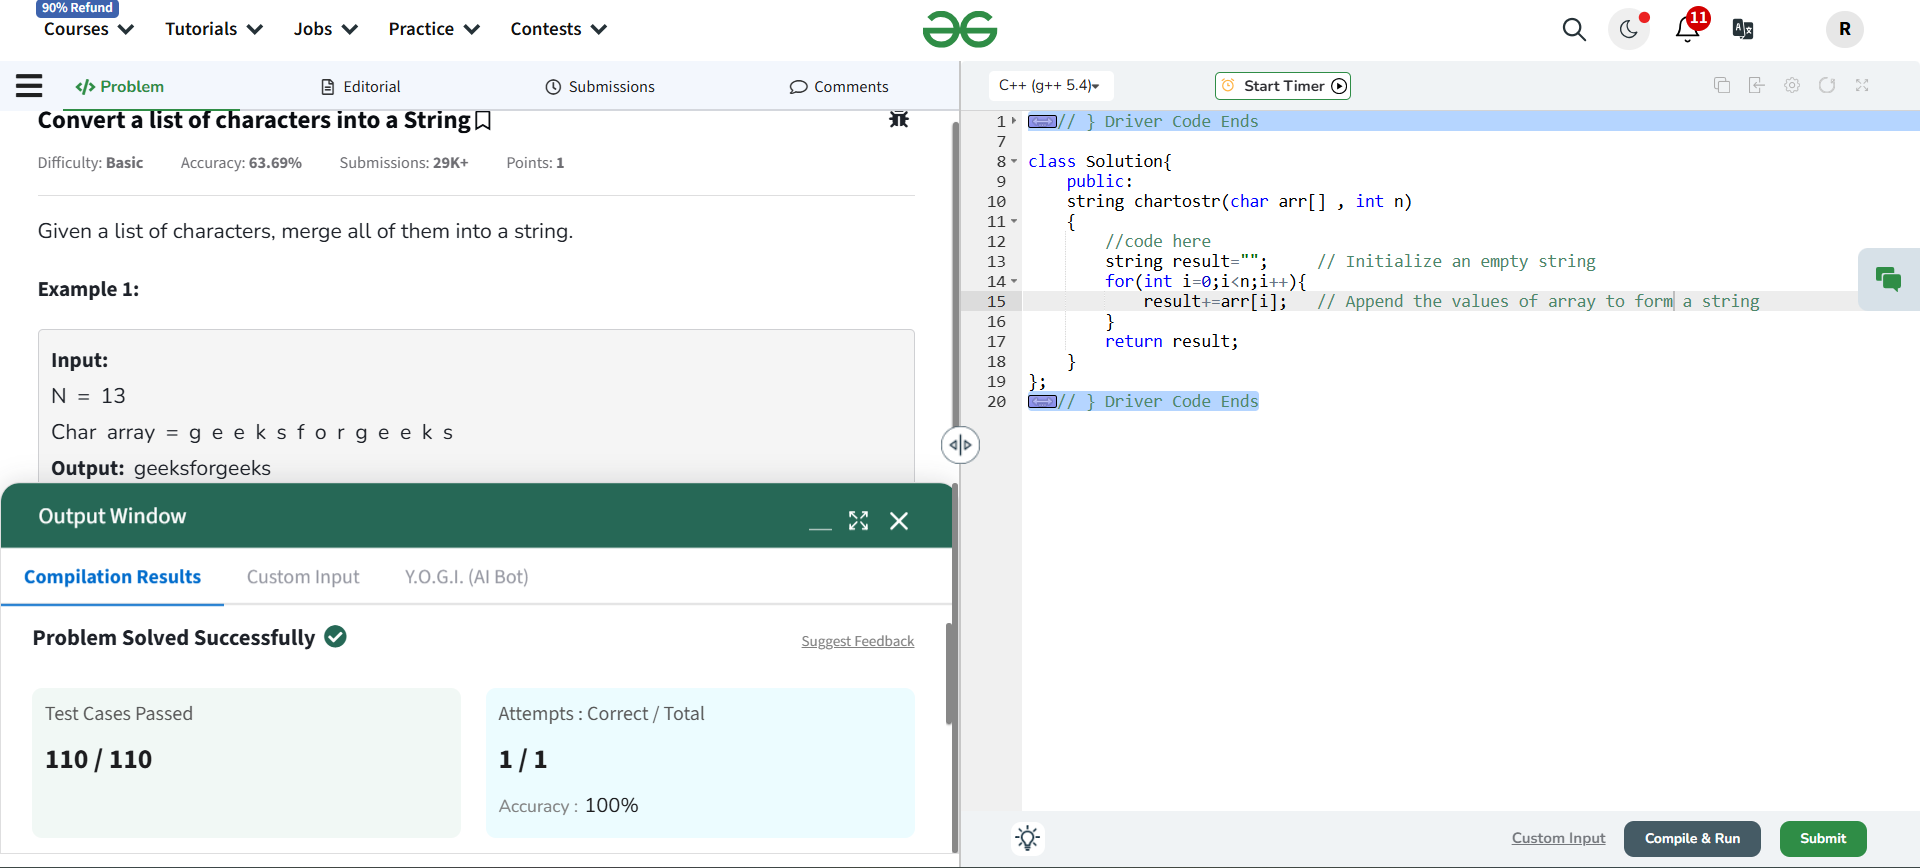 90% Refund
Courses Tutorials Jobs Practice Contests
11
R
</> Problem Editorial Submissions Comments
C++ (g++ 5.4) Start Timer
Convert a list of characters into a String
Difficulty: Basic Accuracy: 63.69% Submissions: 29K+ Points: 1
Given a list of characters, merge all of them into a string.
Example 1:
Input:
N = 13
Char array = g e e k s f o r g e e k s
Output: geeksforgeeks
Output Window
Compilation Results Custom Input Y.O.G.I. (AI Bot)
Problem Solved Successfully
Suggest Feedback
Test Cases Passed
110 / 110
Attempts : Correct / Total
1 / 1
Accuracy : 100%
1 // } Driver Code Ends
7
8 class Solution{
9 public:
10 string chartostr(char arr[] , int n)
11 {
12 //code here
13 string result=""; // Initialize an empty string
14 for(int i=0;i<n;i++){
15 result+=arr[i]; // Append the values of array to form a string
16 }
17 return result;
18 }
19 };
20 // } Driver Code Ends
Custom Input Compile & Run Submit